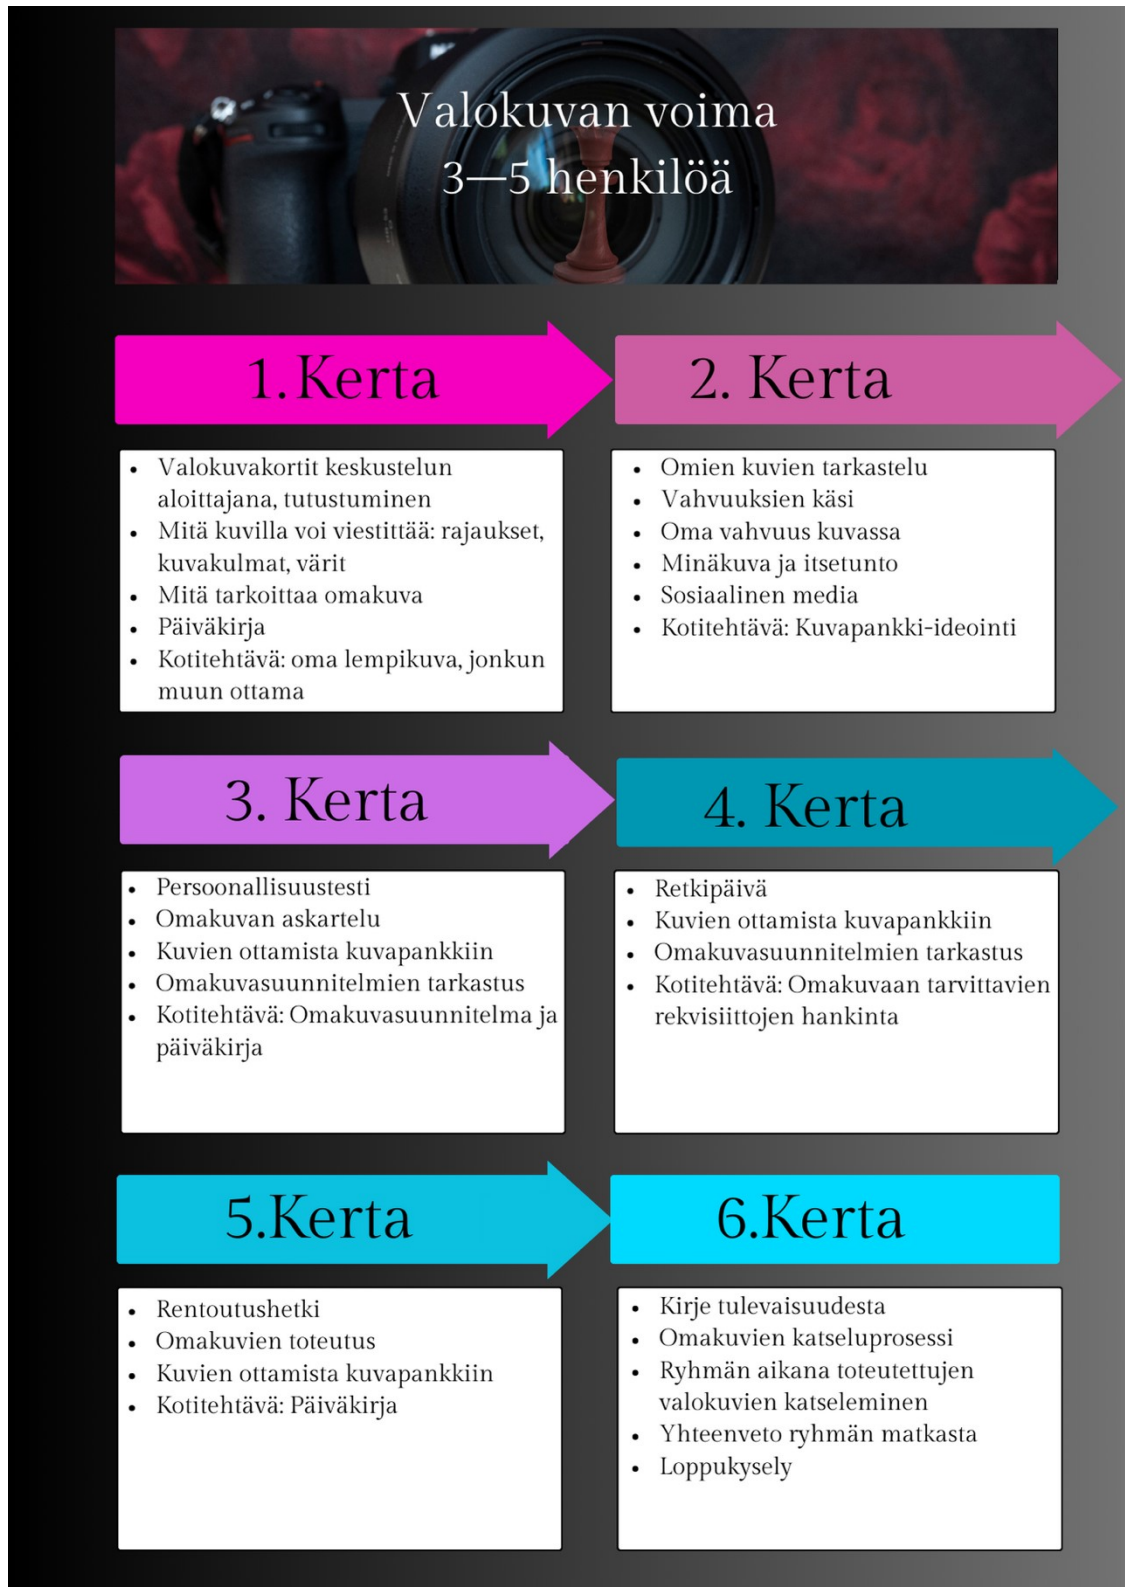 Valokuvan voima
3—5 henkilöä
1. Kerta
• Valokuvakortit keskustelun
aloittajana, tutustuminen
• Mitä kuvilla voi viestittää: rajaukset,
kuvakulmat, värit
• Mitä tarkoittaa omakuva
• Päiväkirja
• Kotitehtävä: oma lempikuva, jonkun
muun ottama
2. Kerta
• Omien kuvien tarkastelu
• Vahvuuksien käsi
• Oma vahvuus kuvassa
• Minäkuva ja itsetunto
• Sosiaalinen media
• Kotitehtävä: Kuvapankki-ideointi
3. Kerta
• Persoonallisuustesti
• Omakuvan askartelu
• Kuvien ottamista kuvapankkiin
• Omakuvasuunnitelmien tarkastus
• Kotitehtävä: Omakuvasuunnitelma ja
päiväkirja
4. Kerta
• Retkipäivä
• Kuvien ottamista kuvapankkiin
• Omakuvasuunnitelmien tarkastus
• Kotitehtävä: Omakuvaan tarvittavien
rekvisiittojen hankinta
5.Kerta
• Rentoutushetki
• Omakuvien toteutus
• Kuvien ottamista kuvapankkiin
• Kotitehtävä: Päiväkirja
6.Kerta
• Kirje tulevaisuudesta
• Omakuvien katseluprosessi
• Ryhmän aikana toteutettujen
valokuvien katseleminen
• Yhteenveto ryhmän matkasta
• Loppukysely